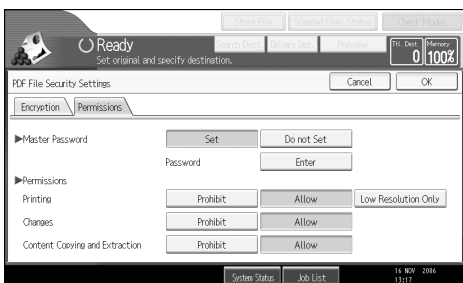 Store File Scanned Files Status Check Modes
Ready
Search Dest. Delivery Dest. Preview Ttl. Dest. Memory
Set original and specify destination. 0 100%
PDF File Security Settings Cancel OK
Encryption Permissions
▶Master Password Set Do not Set
Password Enter
▶Permissions
Printing Prohibit Allow Low Resolution Only
Changes Prohibit Allow
Content Copying and Extraction Prohibit Allow
System Status Job List 16 NOV 2006
13:17